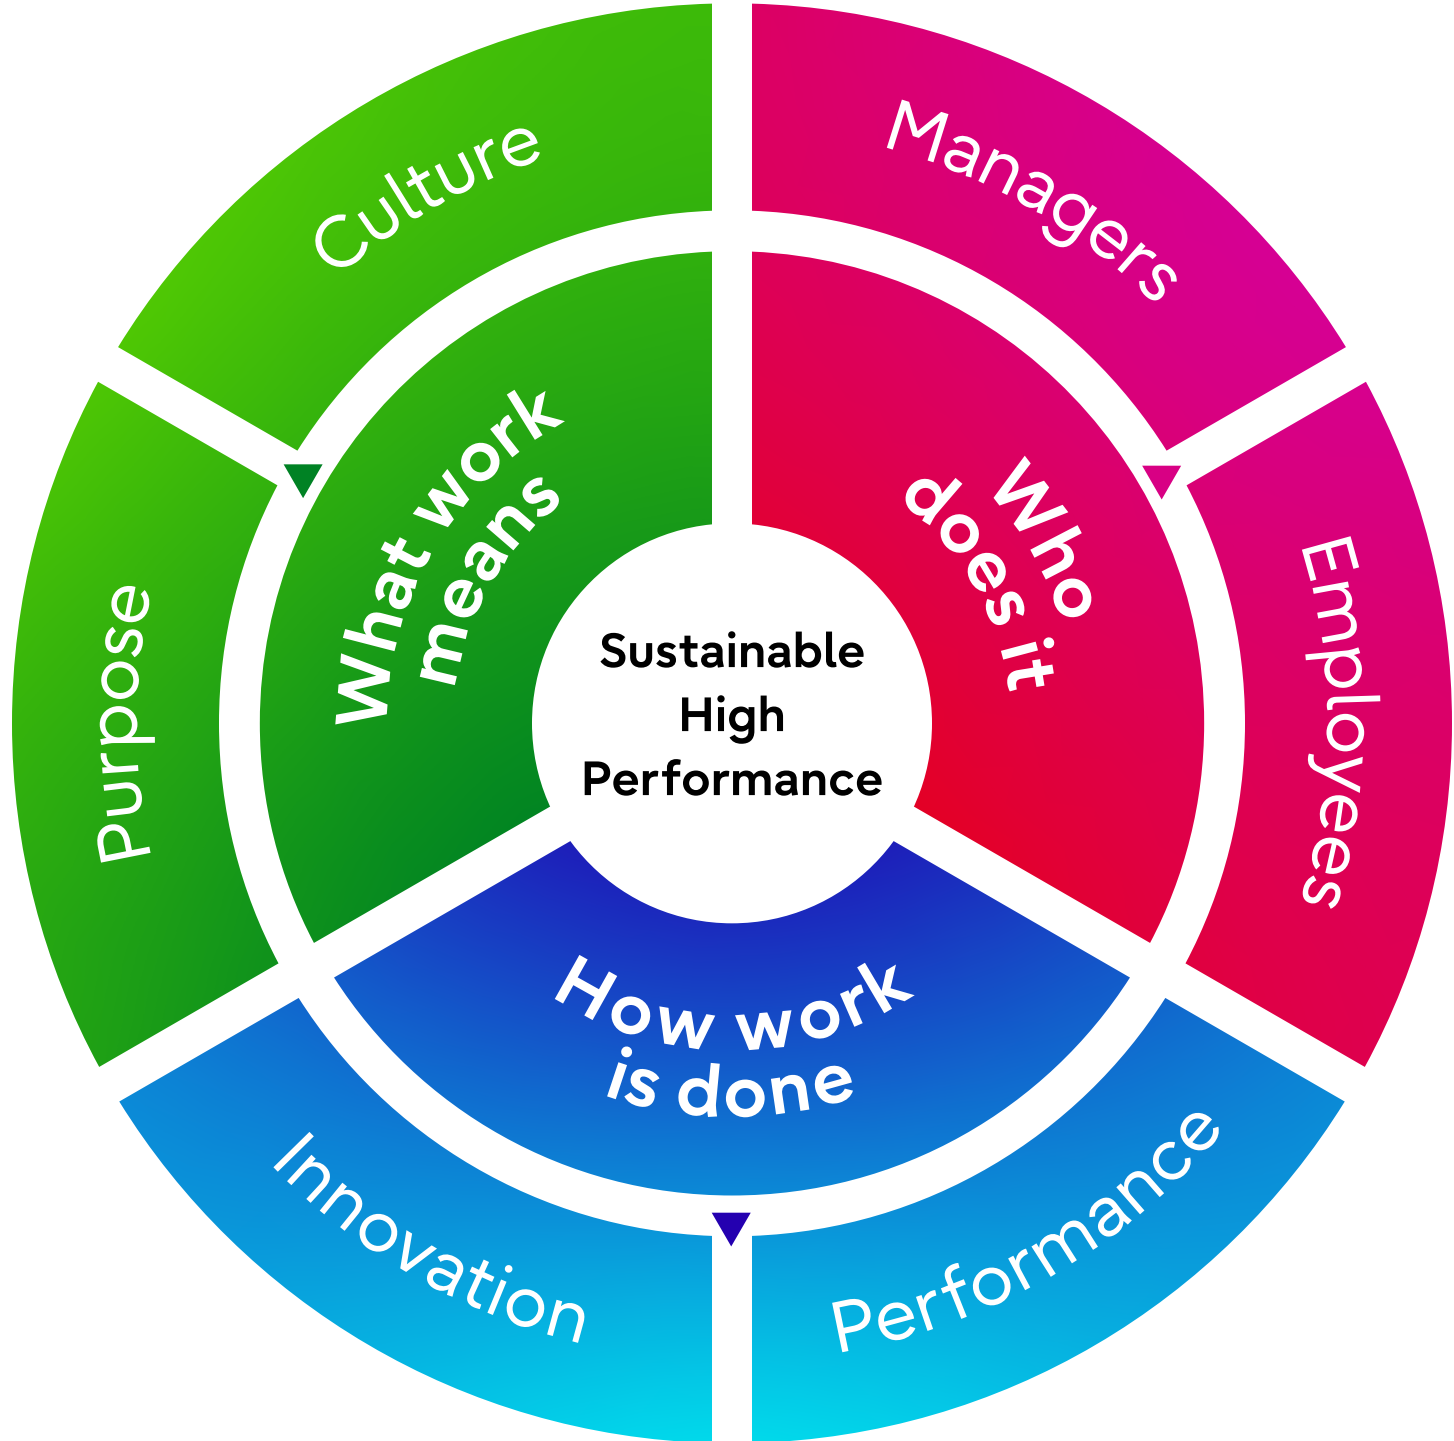 Culture
Managers
What work
means
Who
does it
Purpose
Employees
Sustainable
High
Performance
How work
is done
Innovation
Performance